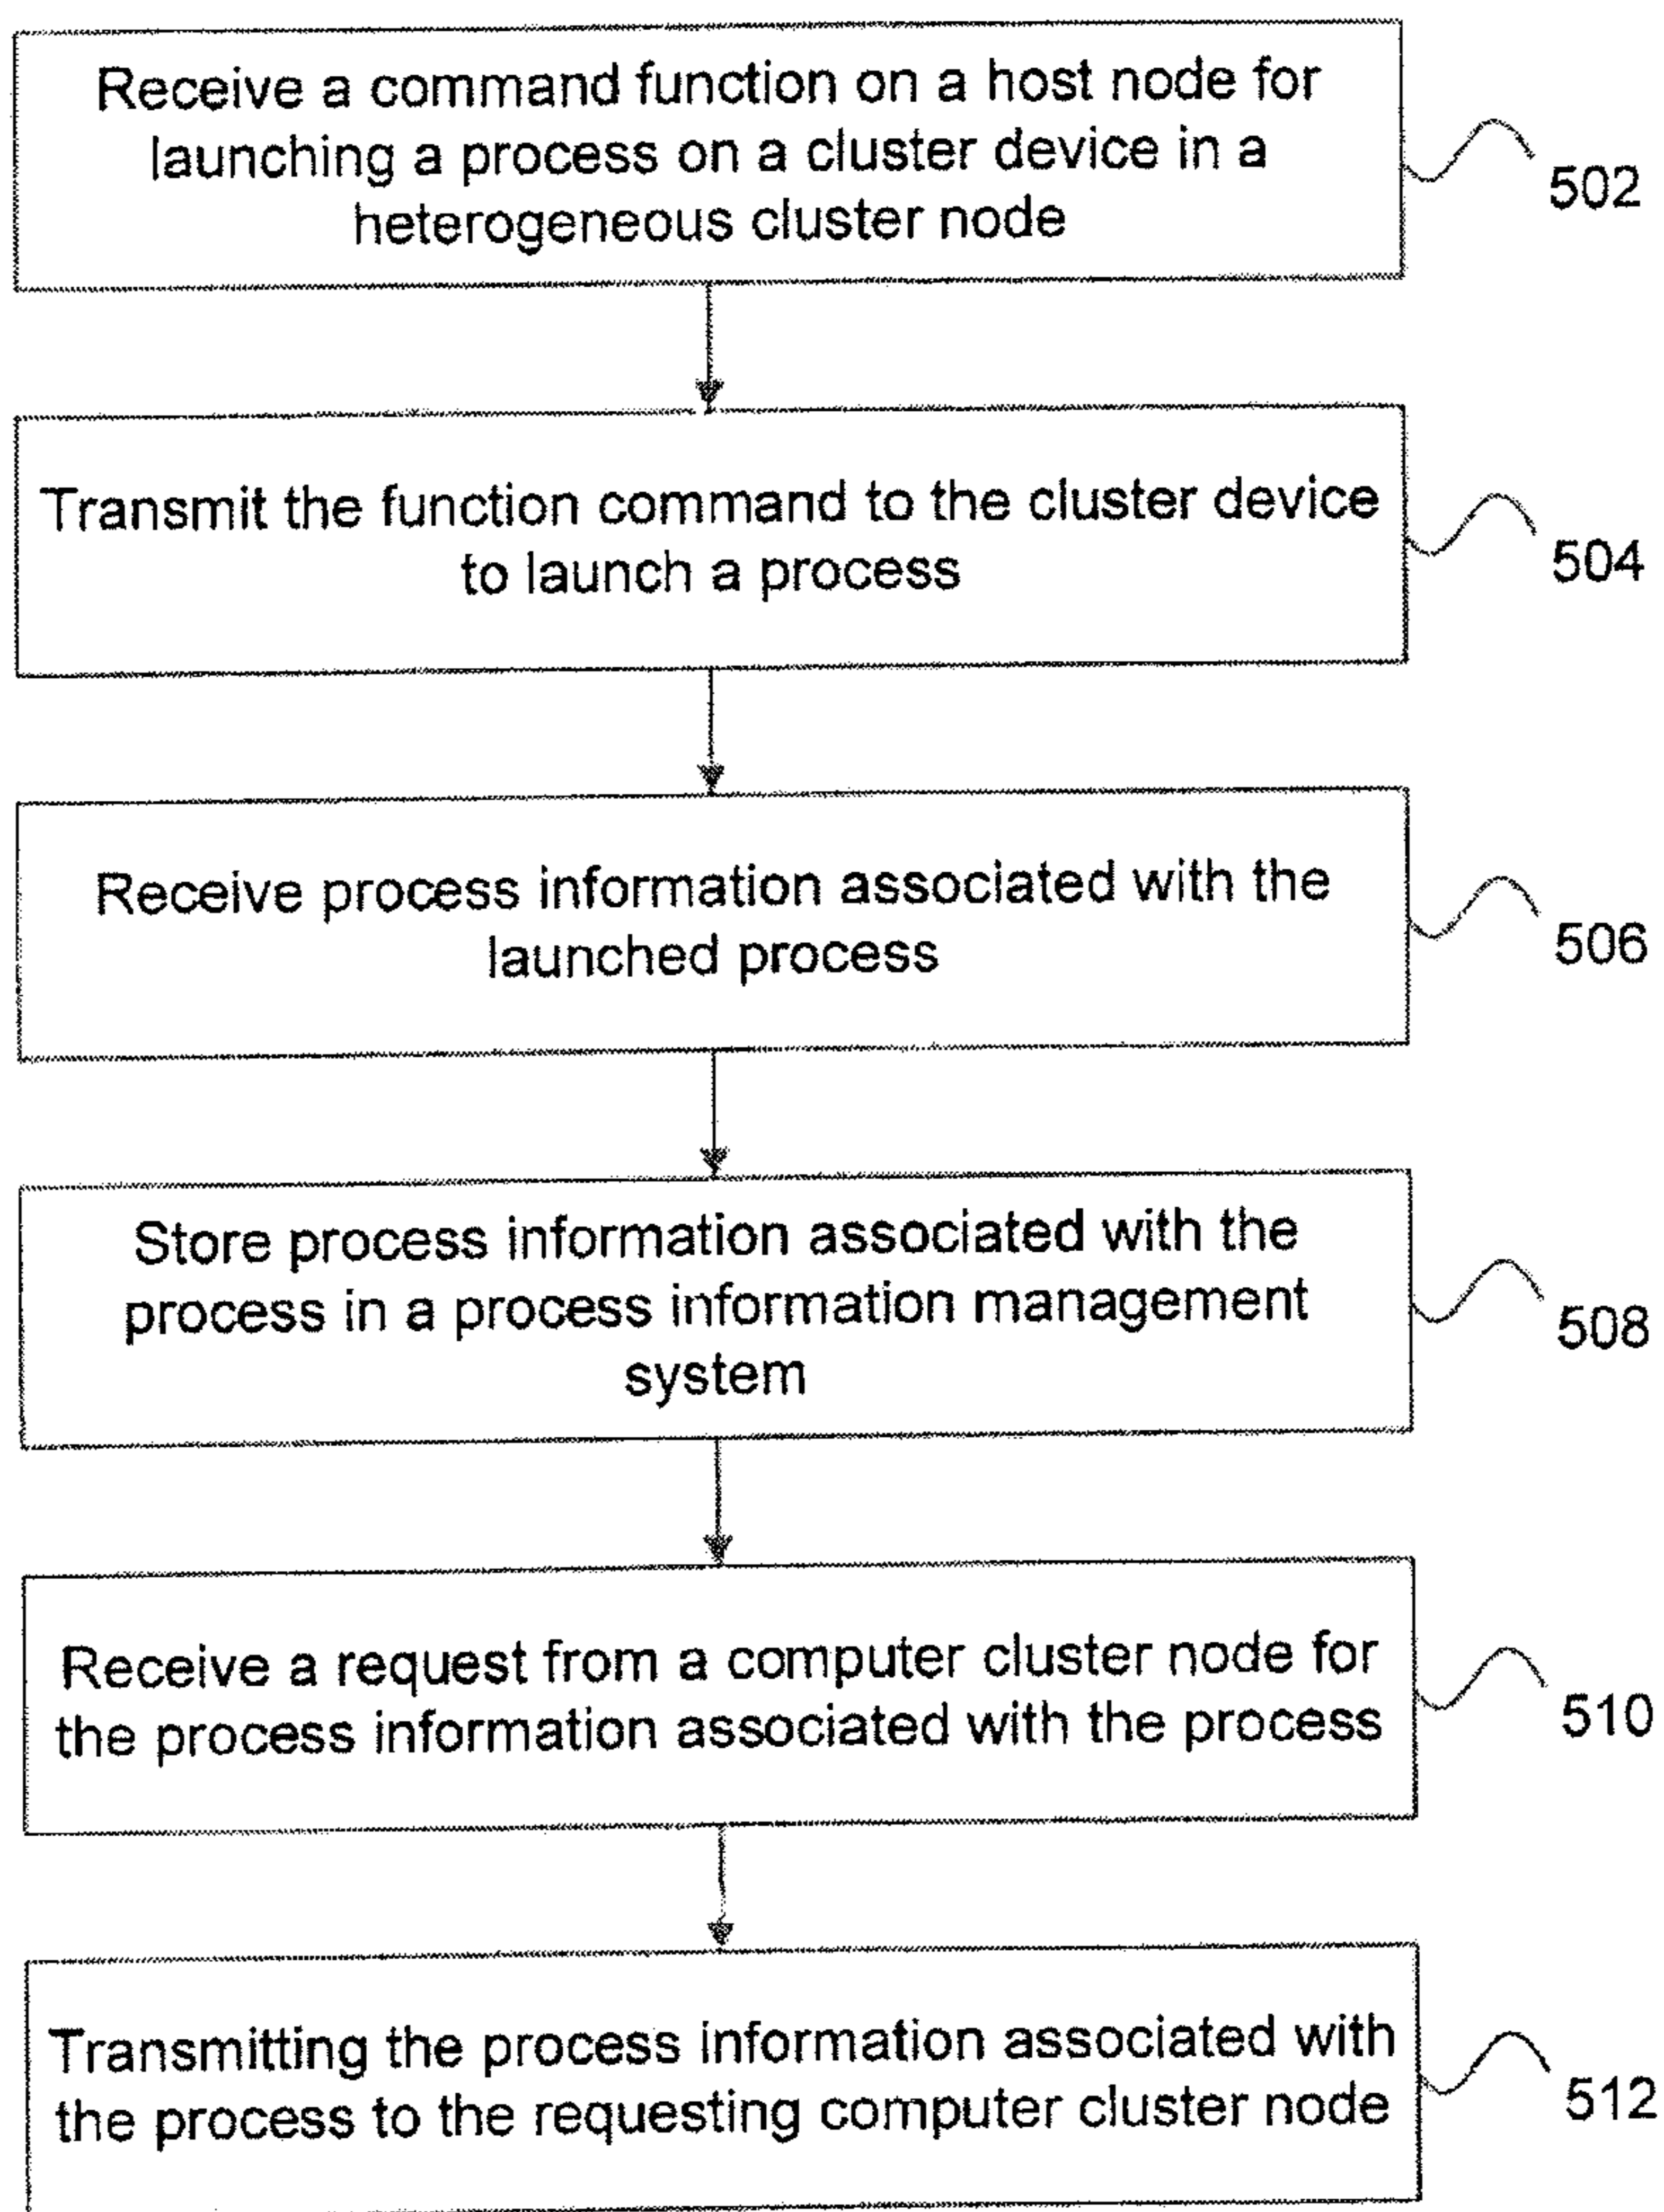 Receive a command function on a host node for
launching a process on a cluster device in a
heterogeneous cluster node
502
Transmit the function command to the cluster device
to launch a process
504
Receive process information associated with the
launched process
506
Store process information associated with the
process in a process information management
system
508
Receive a request from a computer cluster node for
the process information associated with the process
510
Transmitting the process information associated with
the process to the requesting computer cluster node
512